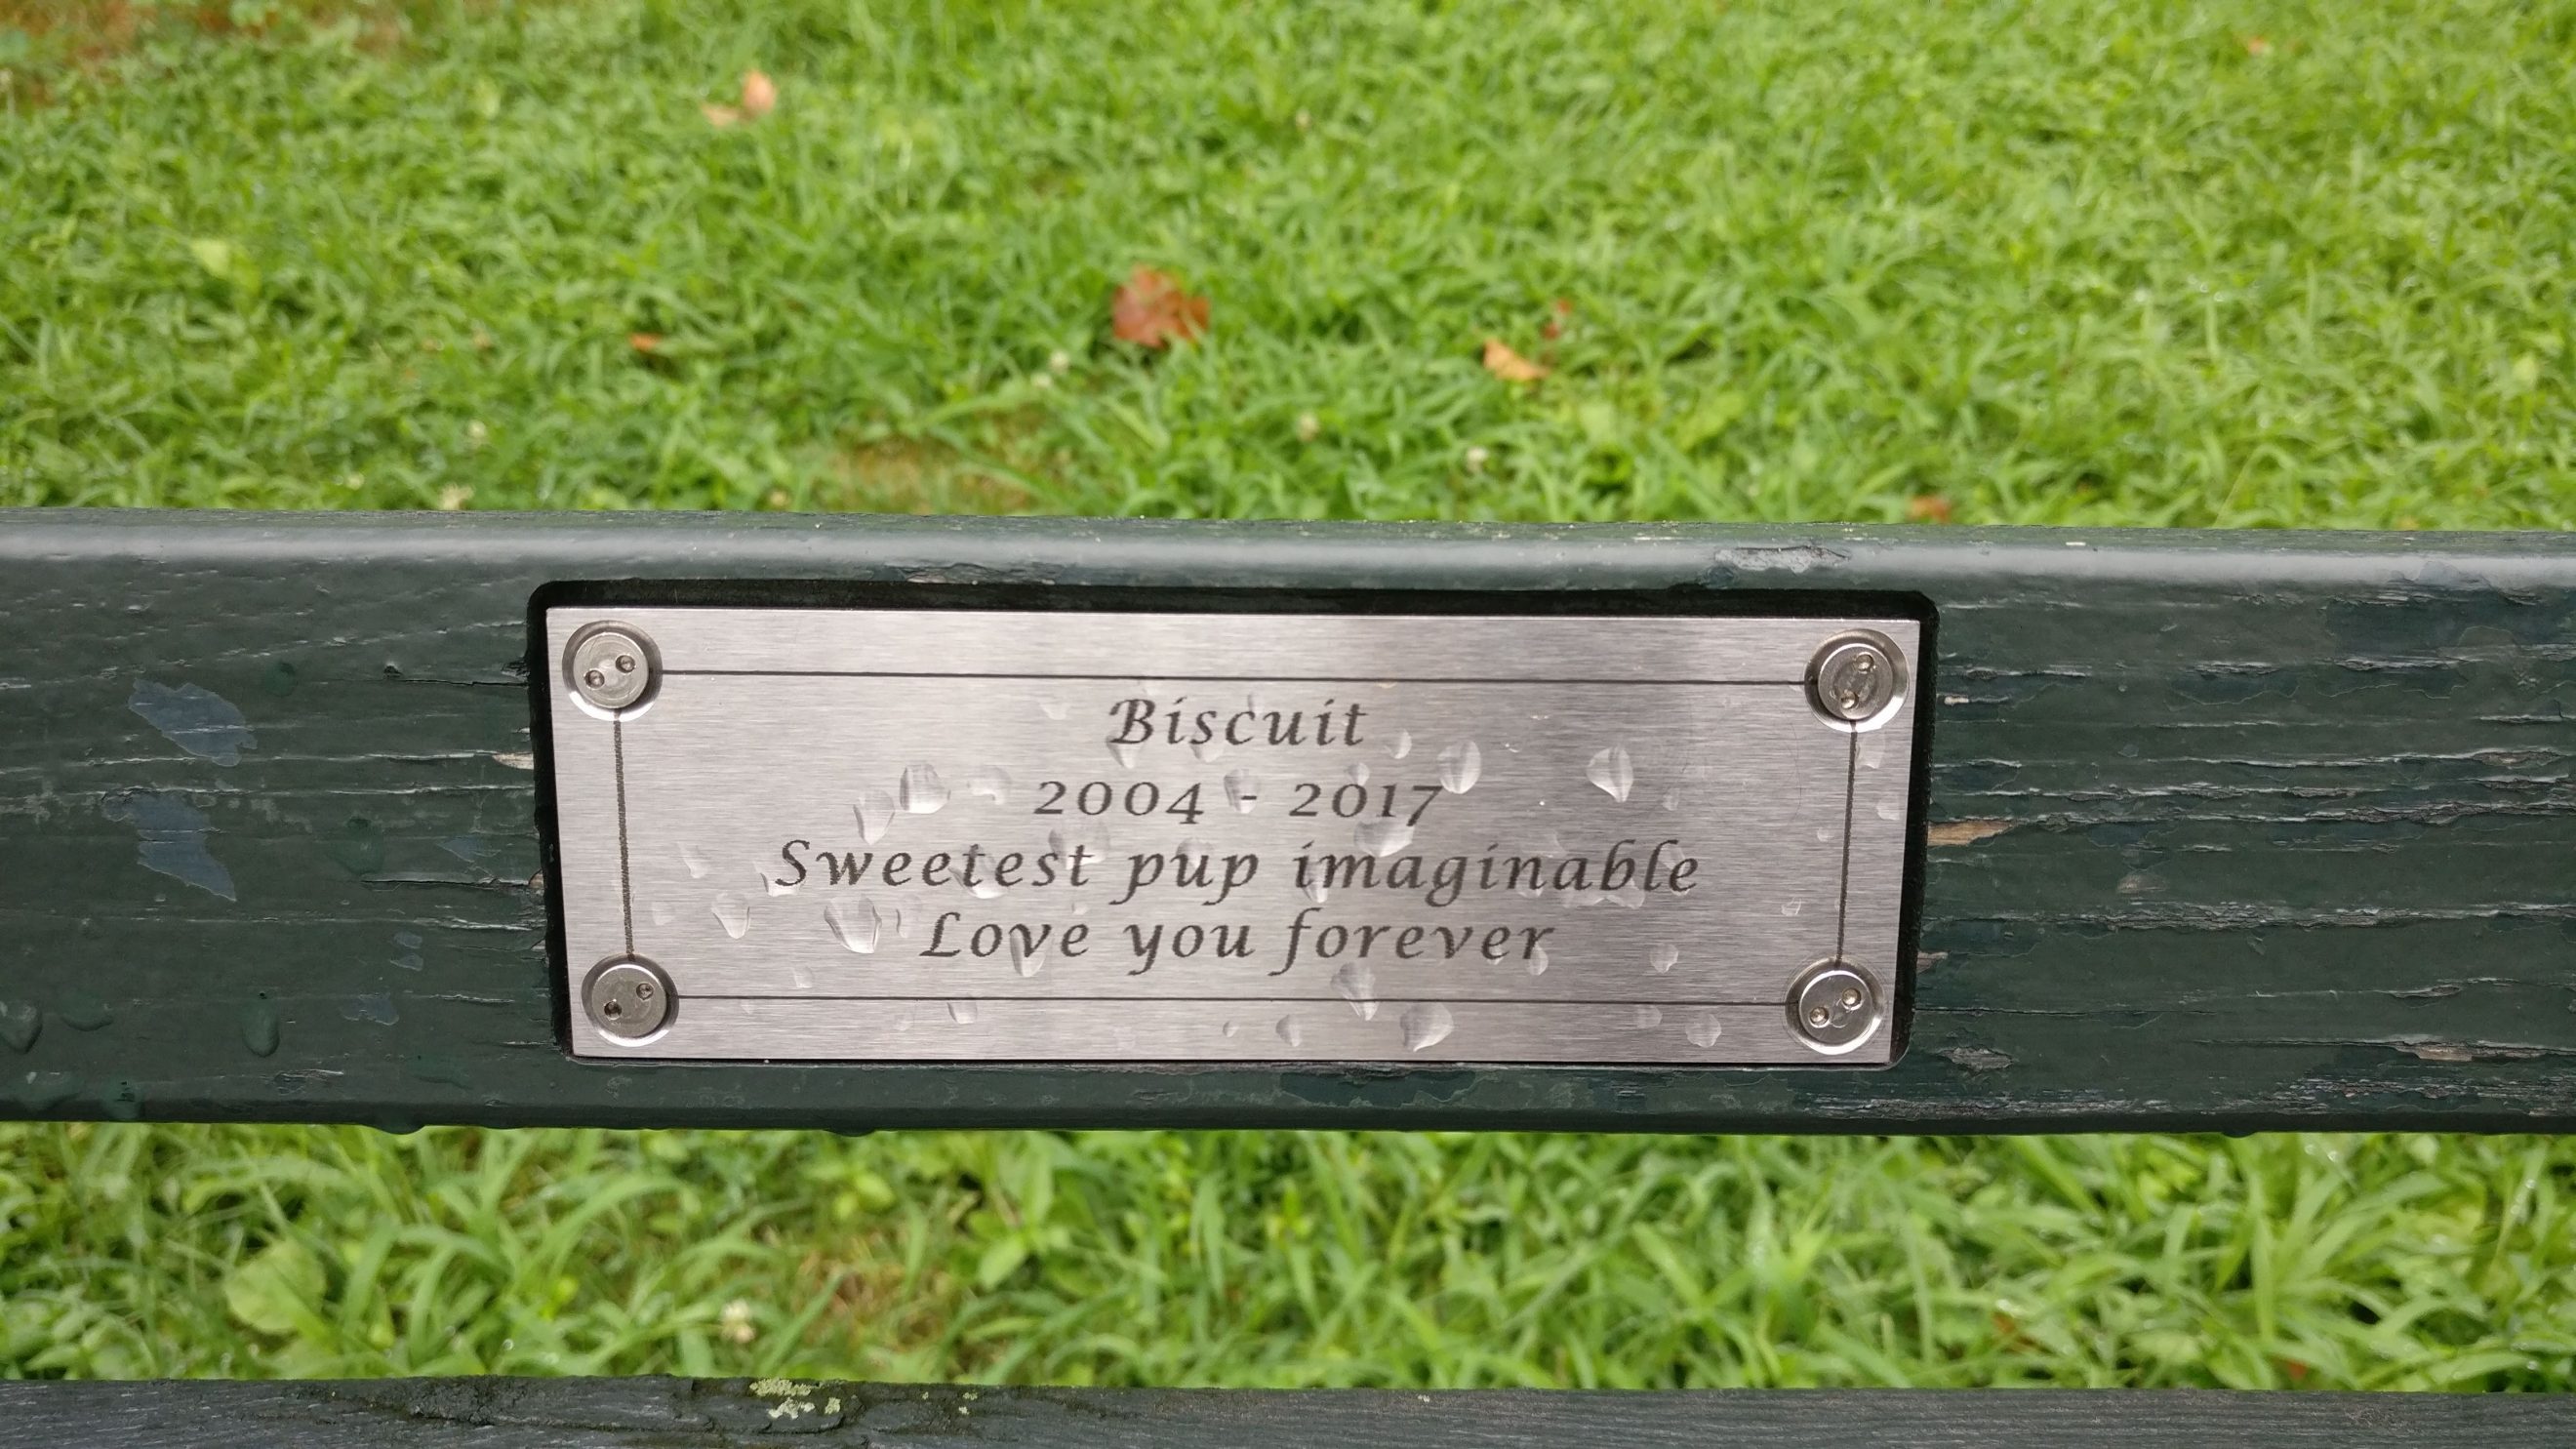 Biscuit
2004 - 2017
Sweetest pup imaginable
Love you forever